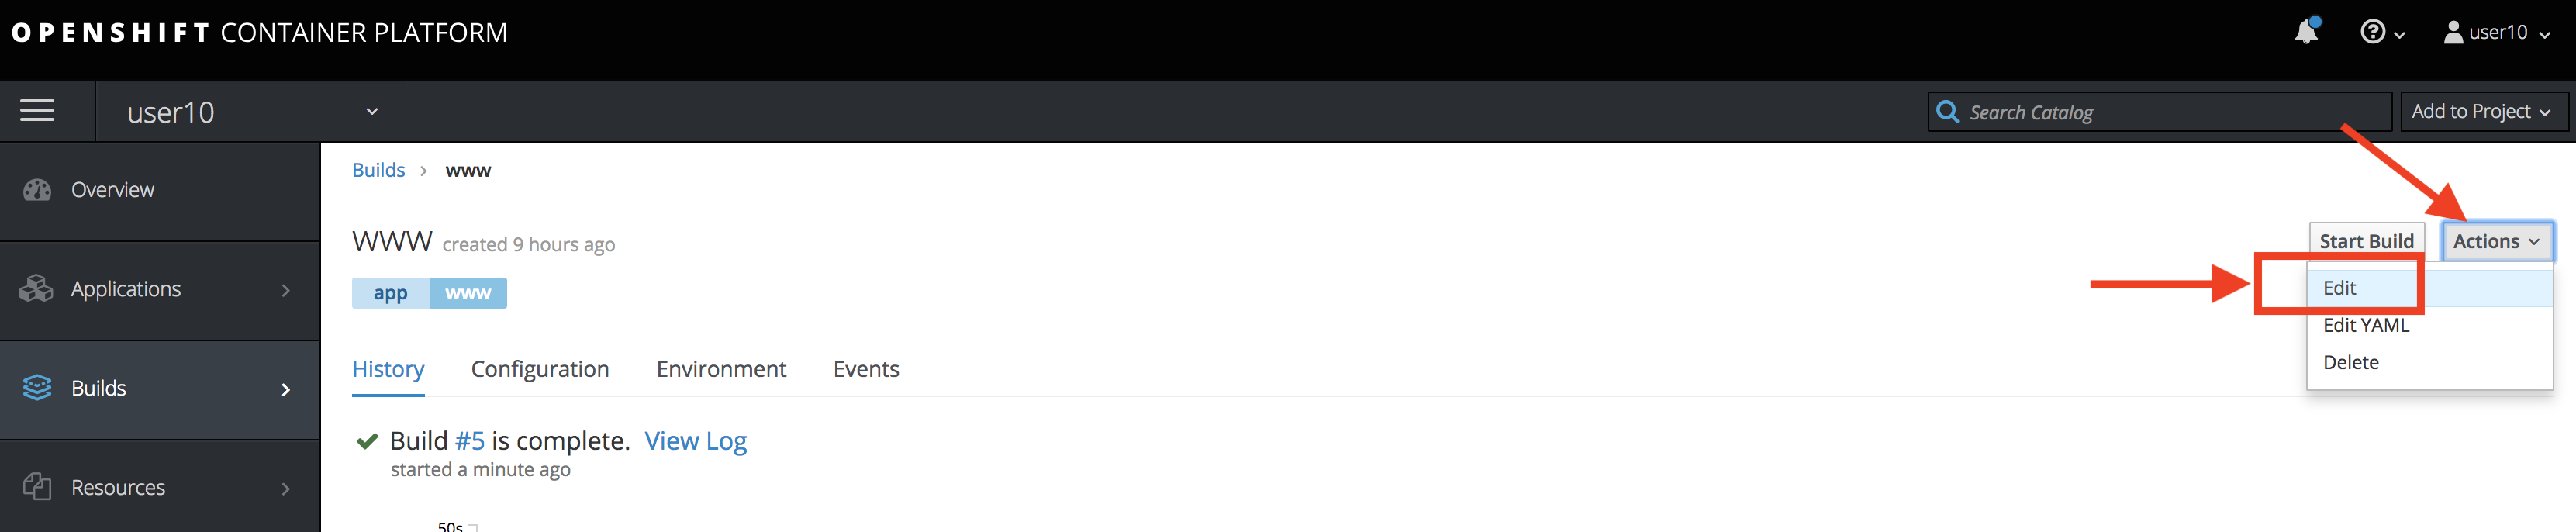 OPENSHIFT CONTAINER PLATFORM
user10
user10
Search Catalog
Add to Project
Overview
Applications
Builds
Resources
Builds > www
www created 9 hours ago
app www
Start Build
Actions
Edit
Edit YAML
Delete
History Configuration Environment Events
Build #5 is complete. View Log
started a minute ago
50s